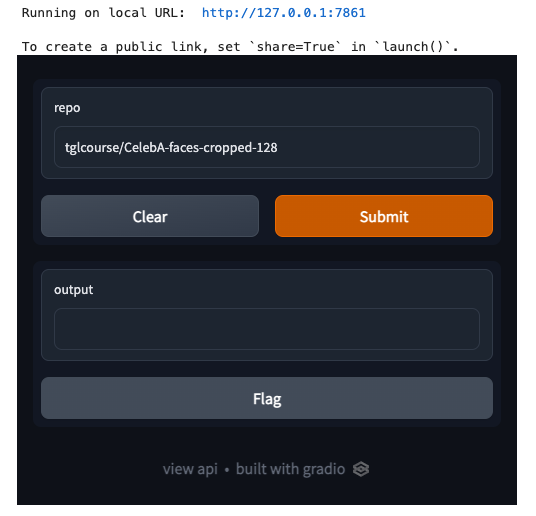 Running on local URL:  http://127.0.0.1:7861
To create a public link, set `share=True` in `launch()`.
repo
tglcourse/CelebA-faces-cropped-128
Clear Submit
output
Flag
view api • built with gradio